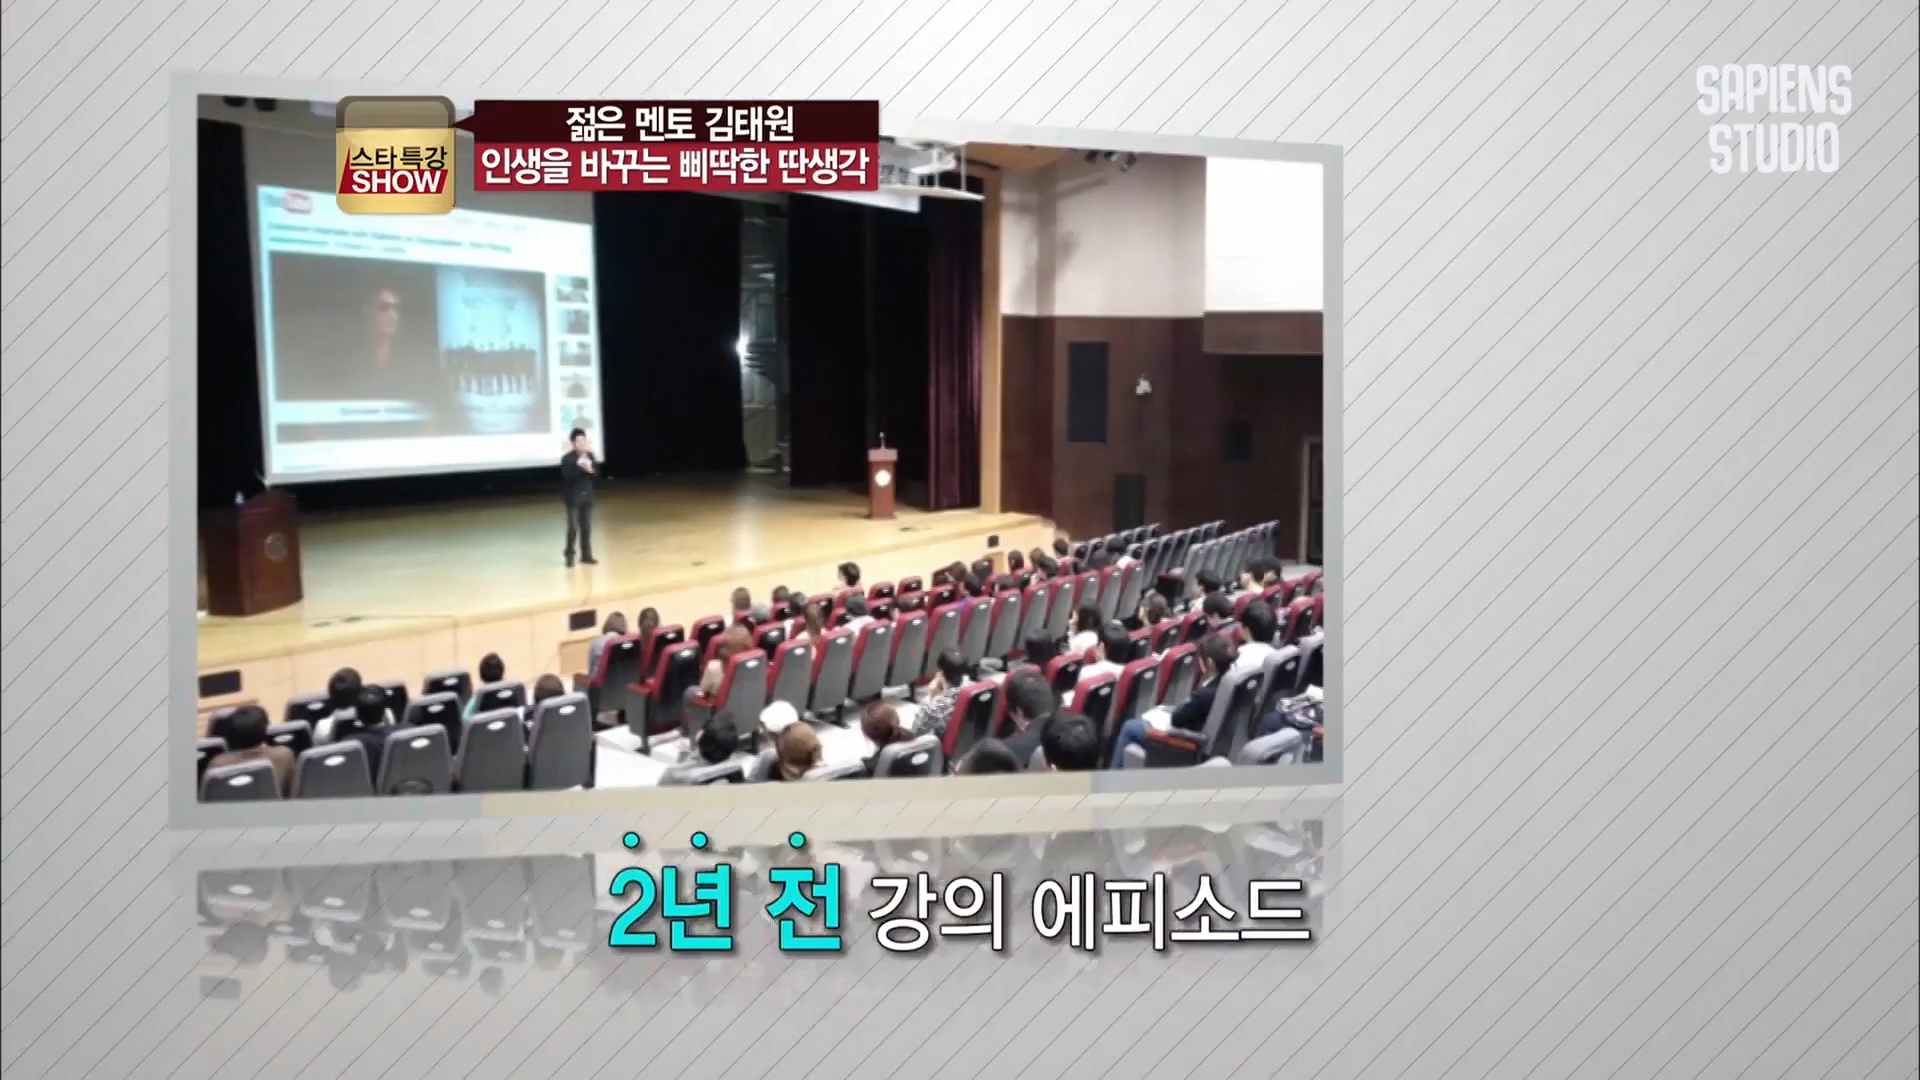 젊은 멘토 김태원
스타특강
SHOW
인생을 바꾸는 삐딱한 딴생각
SAPIENS
STUDIO
2년 전 강의 에피소드